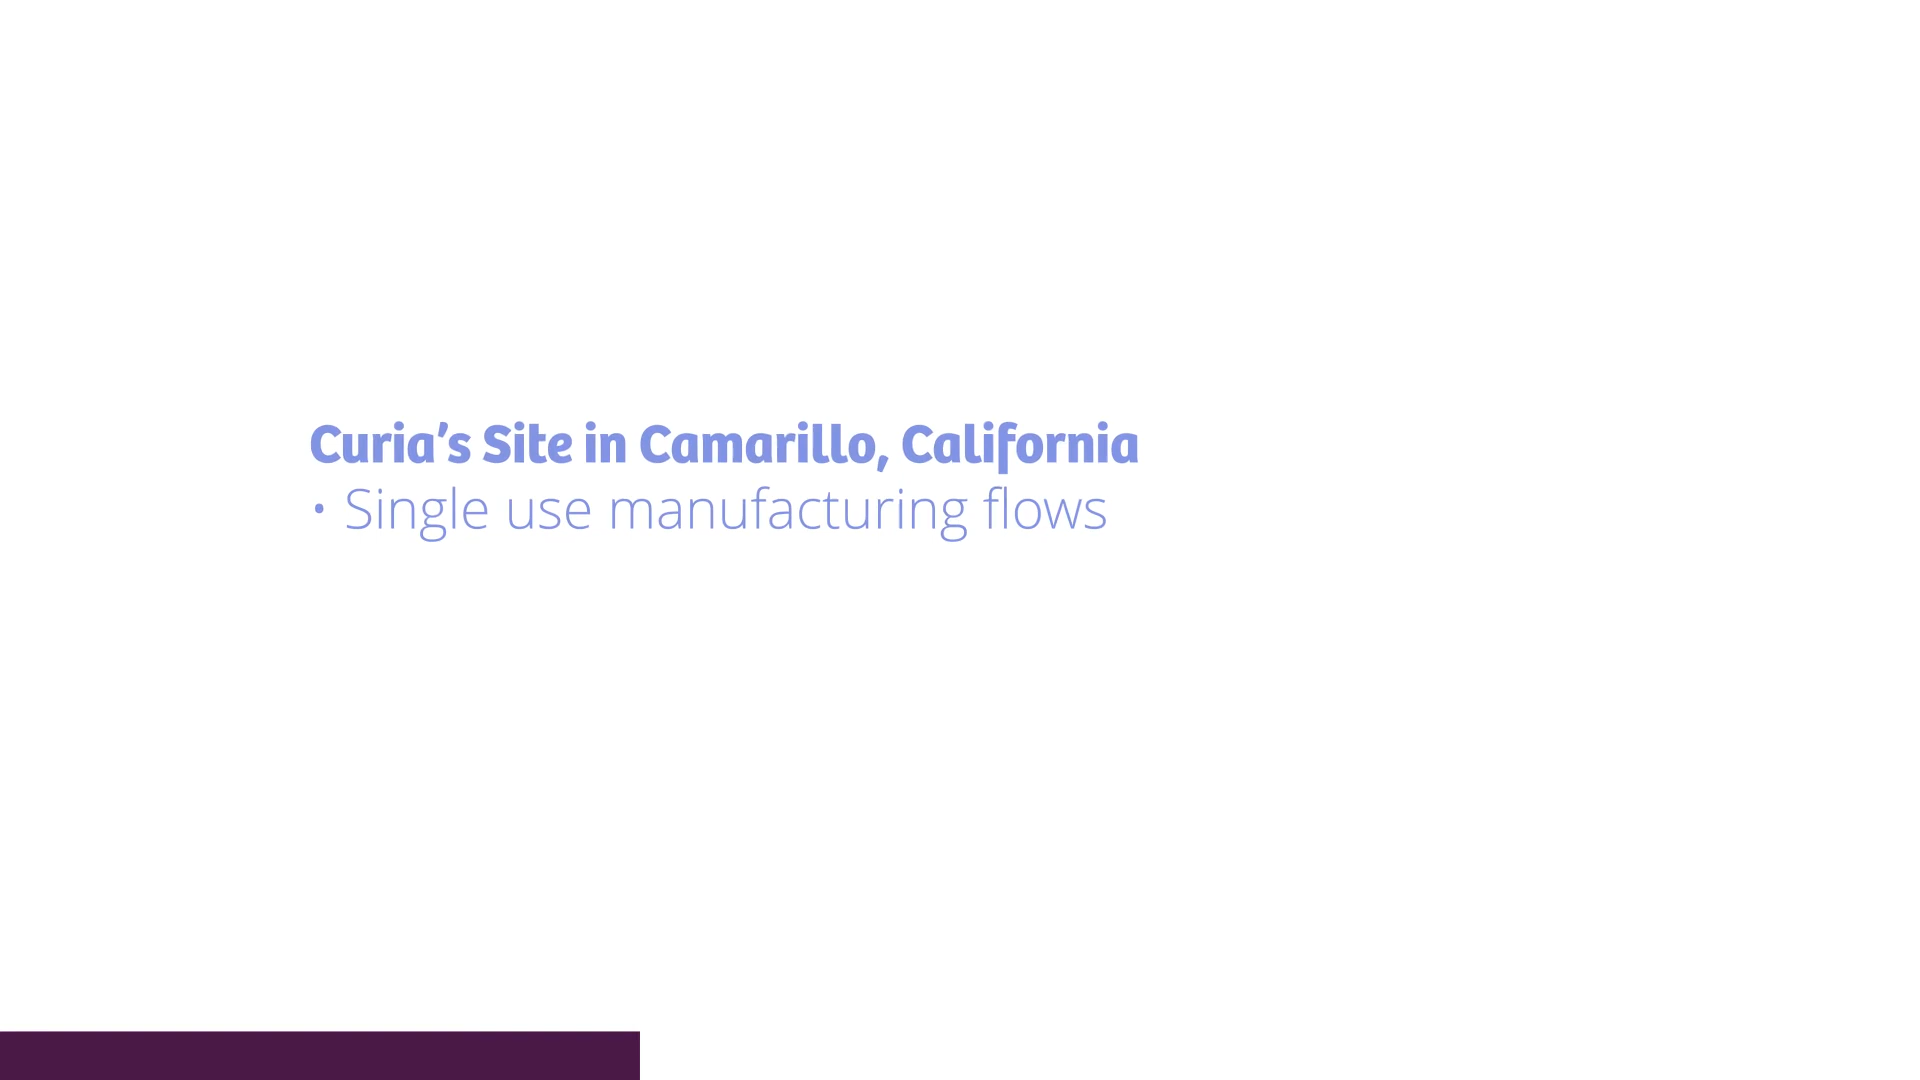 Curia’s Site in Camarillo, California
• Single use manufacturing flows